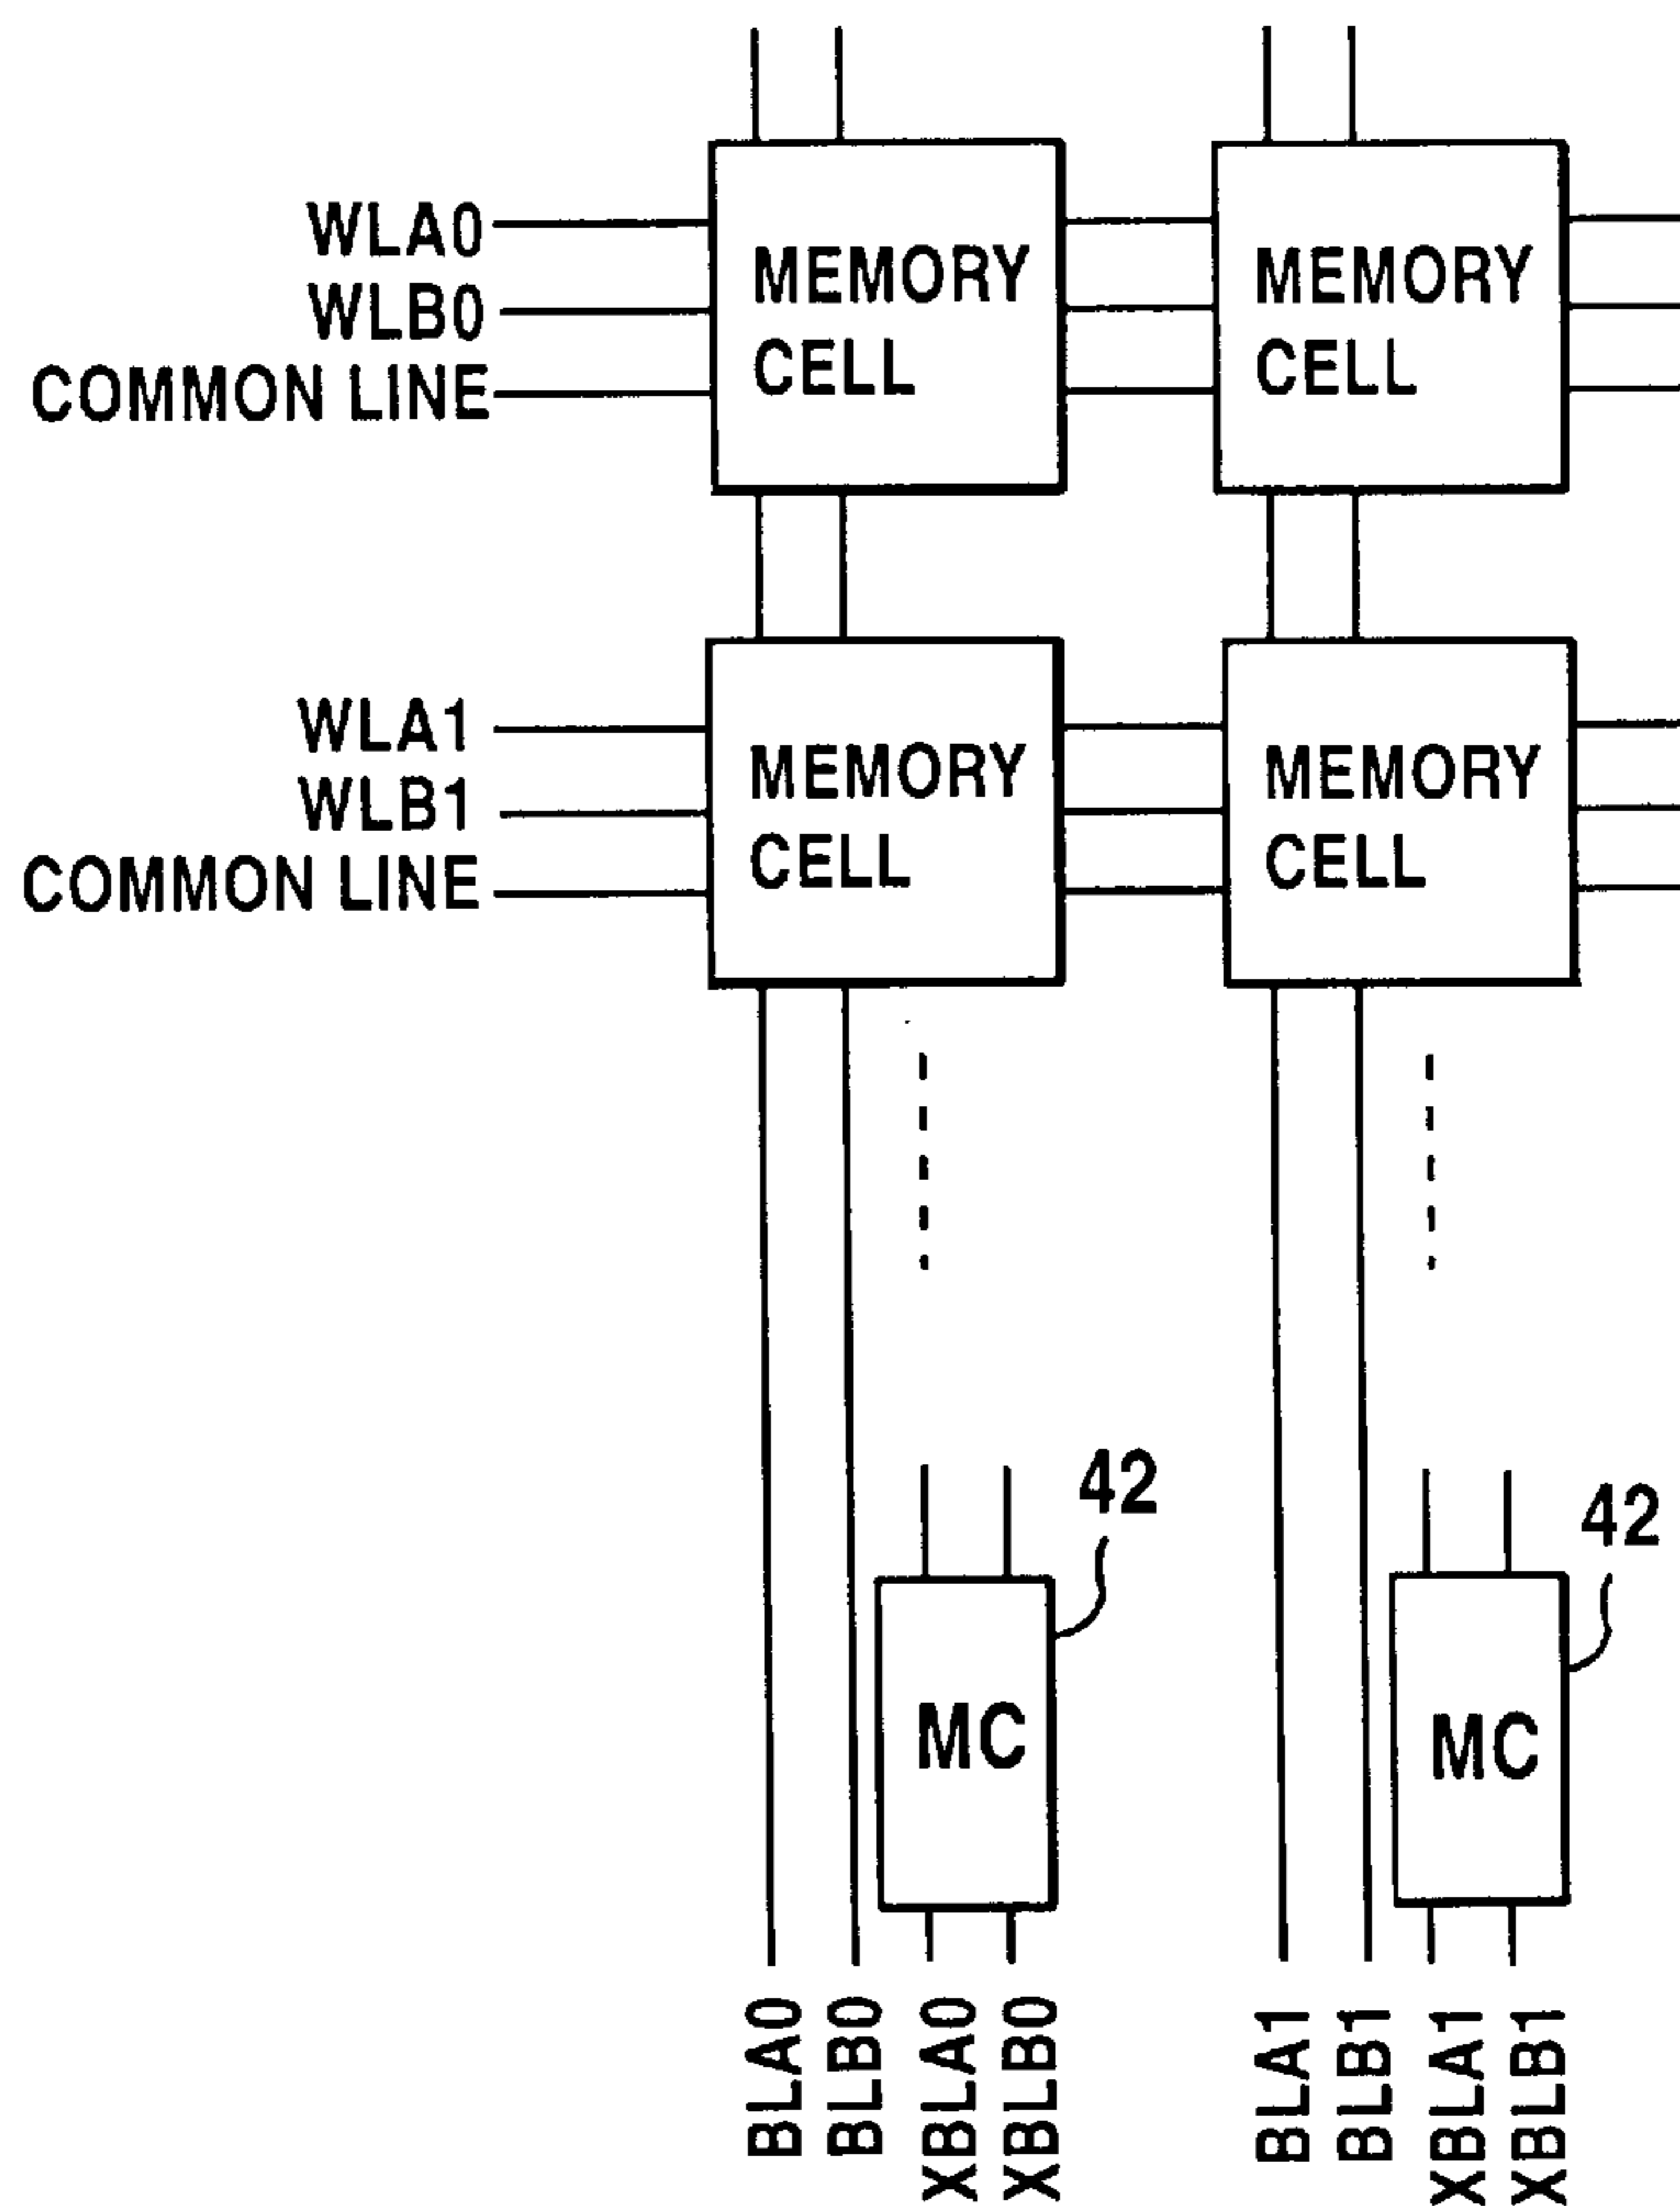 WLA0
WLB0
COMMON LINE
MEMORY
CELL
MEMORY
CELL
WLA1
WLB1
COMMON LINE
MEMORY
CELL
MEMORY
CELL
42
42
MC
MC
BLA0
BLB0
XBLA0
XBLB0
BLA1
BLB1
XBLA1
XBLB1